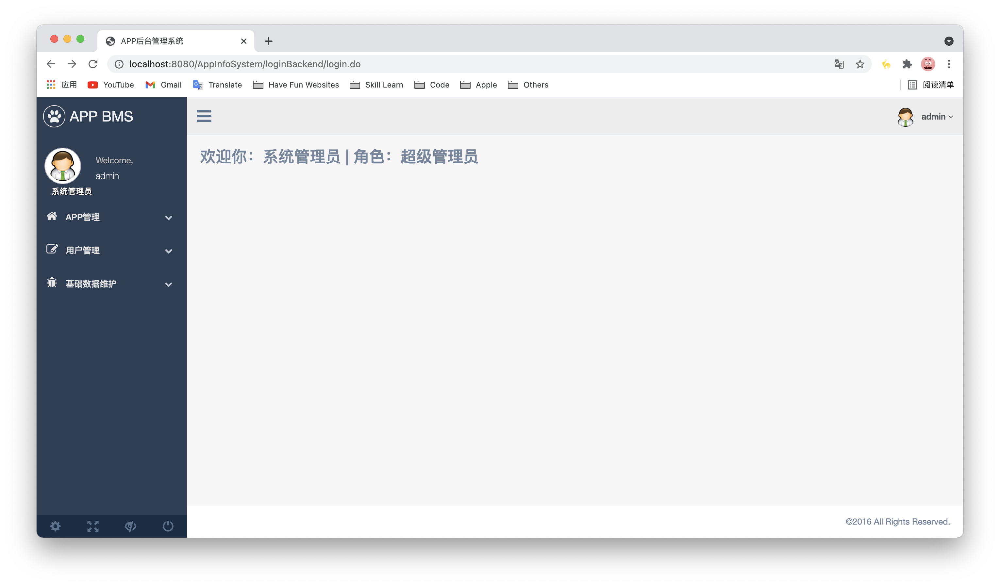 APP后台管理系统
localhost:8080/AppInfoSystem/loginBackend/login.do
应用 YouTube Gmail Translate Have Fun Websites Skill Learn Code Apple Others 阅读清单
APP BMS
admin
欢迎你：系统管理员 | 角色：超级管理员
Welcome,
admin
系统管理员
APP管理
用户管理
基础数据维护
©2016 All Rights Reserved.